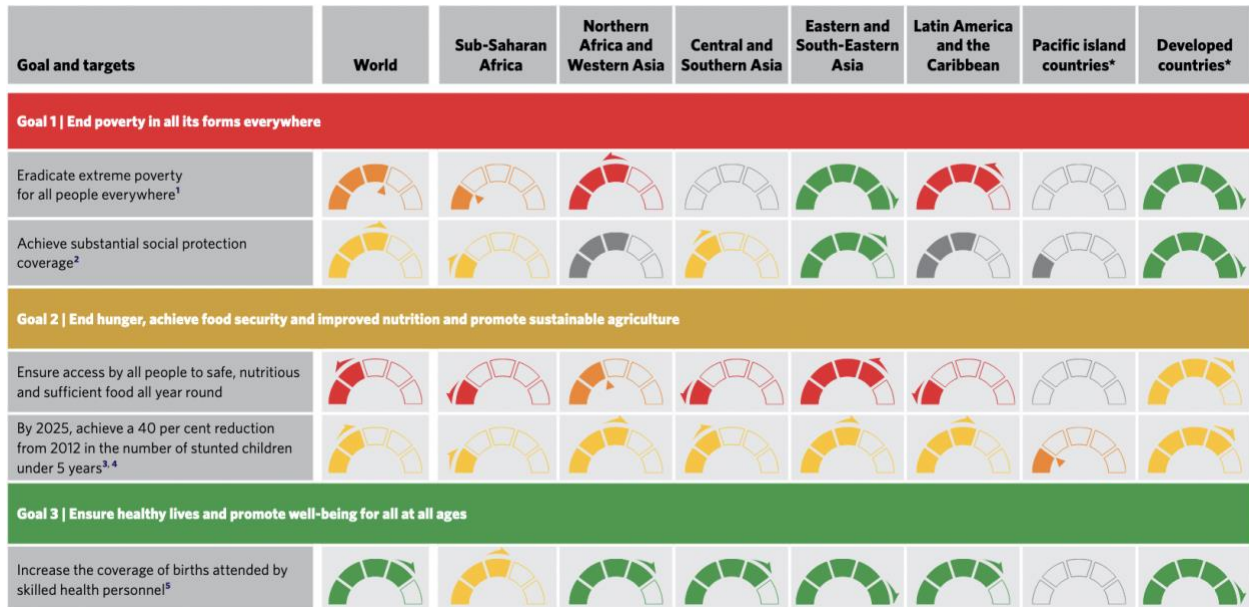 Goal and targets
World
Sub-Saharan
Africa
Northern
Africa and
Western Asia
Central and
Southern Asia
Eastern and
South-Eastern
Asia
Latin America
and the
Caribbean
Pacific island
countries*
Developed
countries*
Goal 1 | End poverty in all its forms everywhere
Eradicate extreme poverty
for all people everywhere1
Achieve substantial social protection
coverage2
Goal 2 | End hunger, achieve food security and improved nutrition and promote sustainable agriculture
Ensure access by all people to safe, nutritious
and sufficient food all year round
By 2025, achieve a 40 per cent reduction
from 2012 in the number of stunted children
under 5 years3, 4
Goal 3 | Ensure healthy lives and promote well-being for all at all ages
Increase the coverage of births attended by
skilled health personnel5